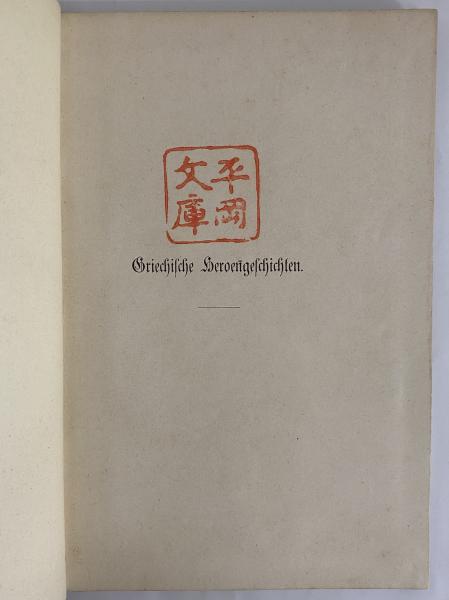 平岡
文庫
Griechische Heroengeschichten.